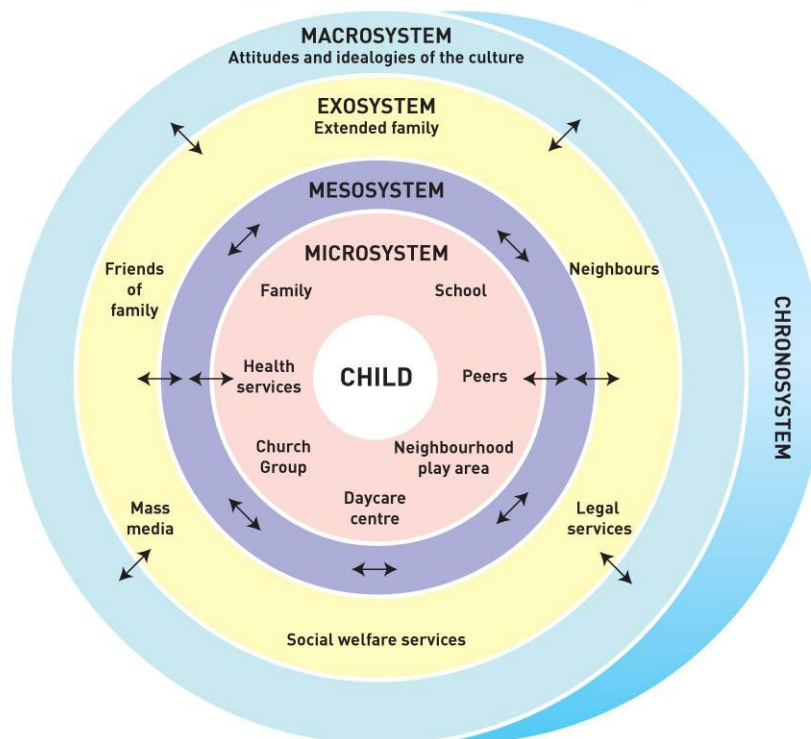 MACROSYSTEM
Attitudes and idealogies of the culture
EXOSYSTEM
Extended family
MESOSYSTEM
MICROSYSTEM
Friends
of
family
Neighbours
Family
School
Health
services
CHILD
Peers
Church
Group
Neighbourhood
play area
Daycare
centre
Mass
media
Legal
services
Social welfare services
CHRONOSYSTEM